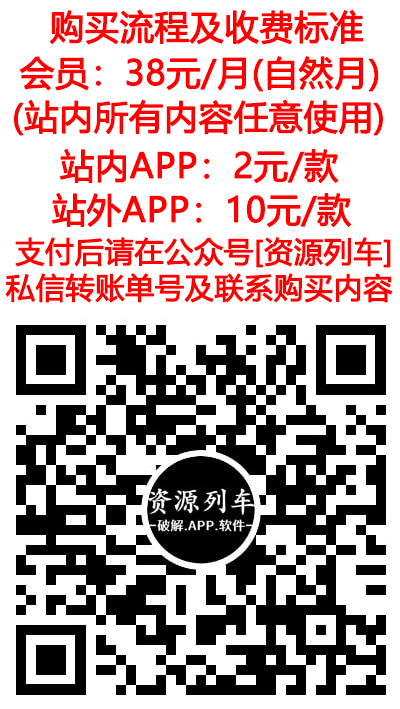 购买流程及收费标准
会员：38元/月(自然月)
(站内所有内容任意使用)
站内APP：2元/款
站外APP：10元/款
支付后请在公众号[资源列车]
私信转账单号及联系购买内容
资源列车
破解.APP.软件